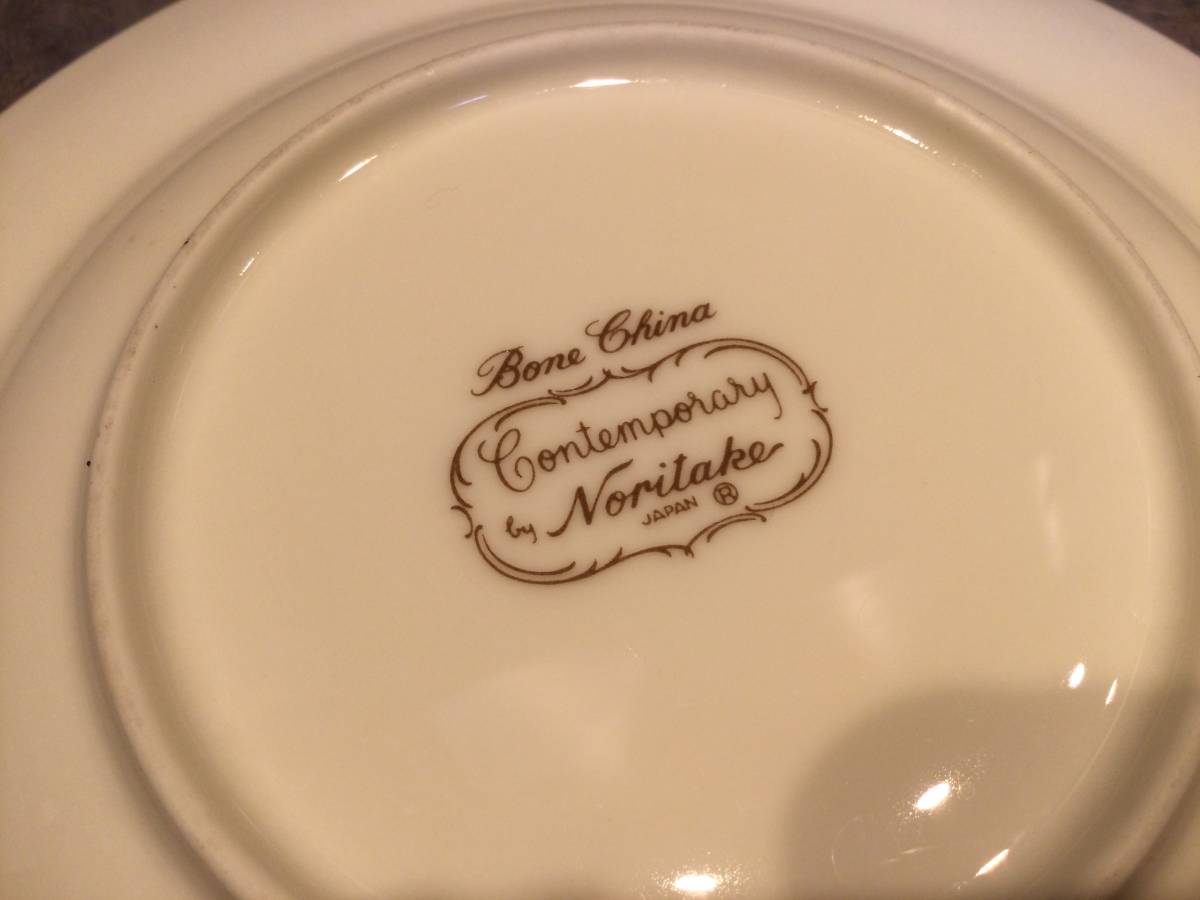 Bone China
Contemporary
by Noritake
JAPAN ®